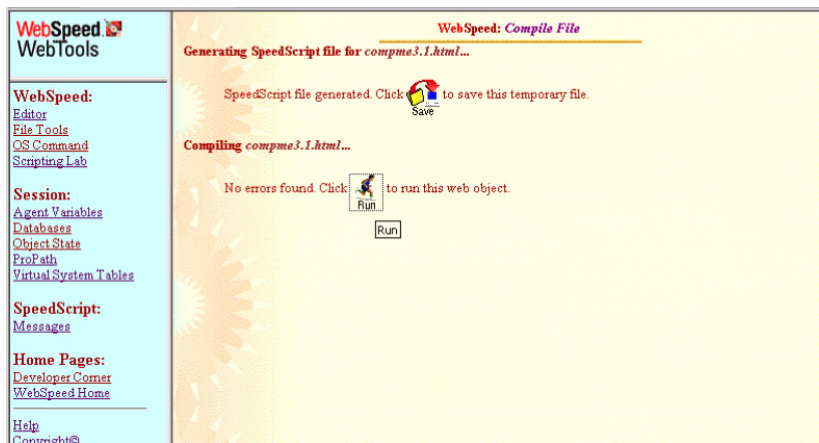 WebSpeed
WebTools
WebSpeed:
Editor
File Tools
OS Command
Scripting Lab
Session:
Agent Variables
Databases
Object State
ProPath
Virtual System Tables
SpeedScript:
Messages
Home Pages:
Developer Corner
WebSpeed Home
Help
Copyright©
WebSpeed: Compile File
Generating SpeedScript file for compme3.1.html...
SpeedScript file generated. Click Save to save this temporary file.
Compiling compme3.1.html...
No errors found. Click Run to run this web object.
Run